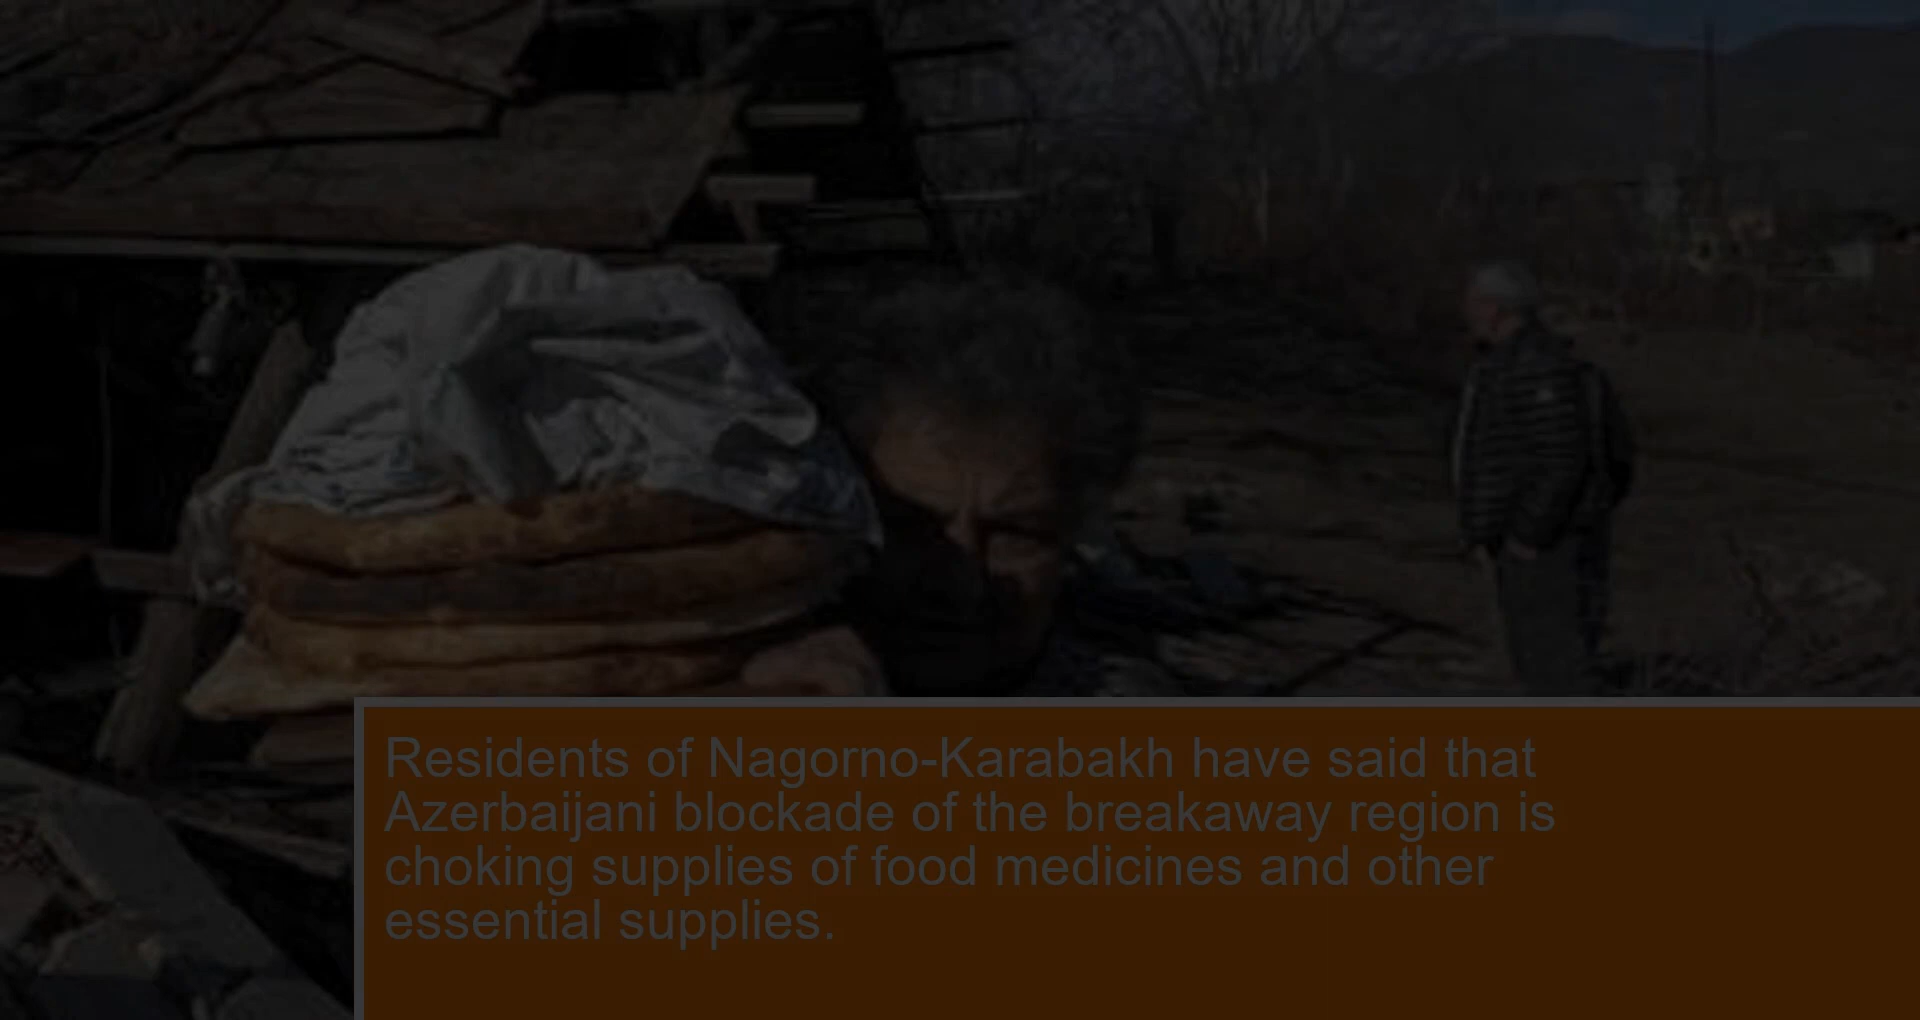 Residents of Nagorno-Karabakh have said that
Azerbaijani blockade of the breakaway region is
choking supplies of food medicines and other
essential supplies.